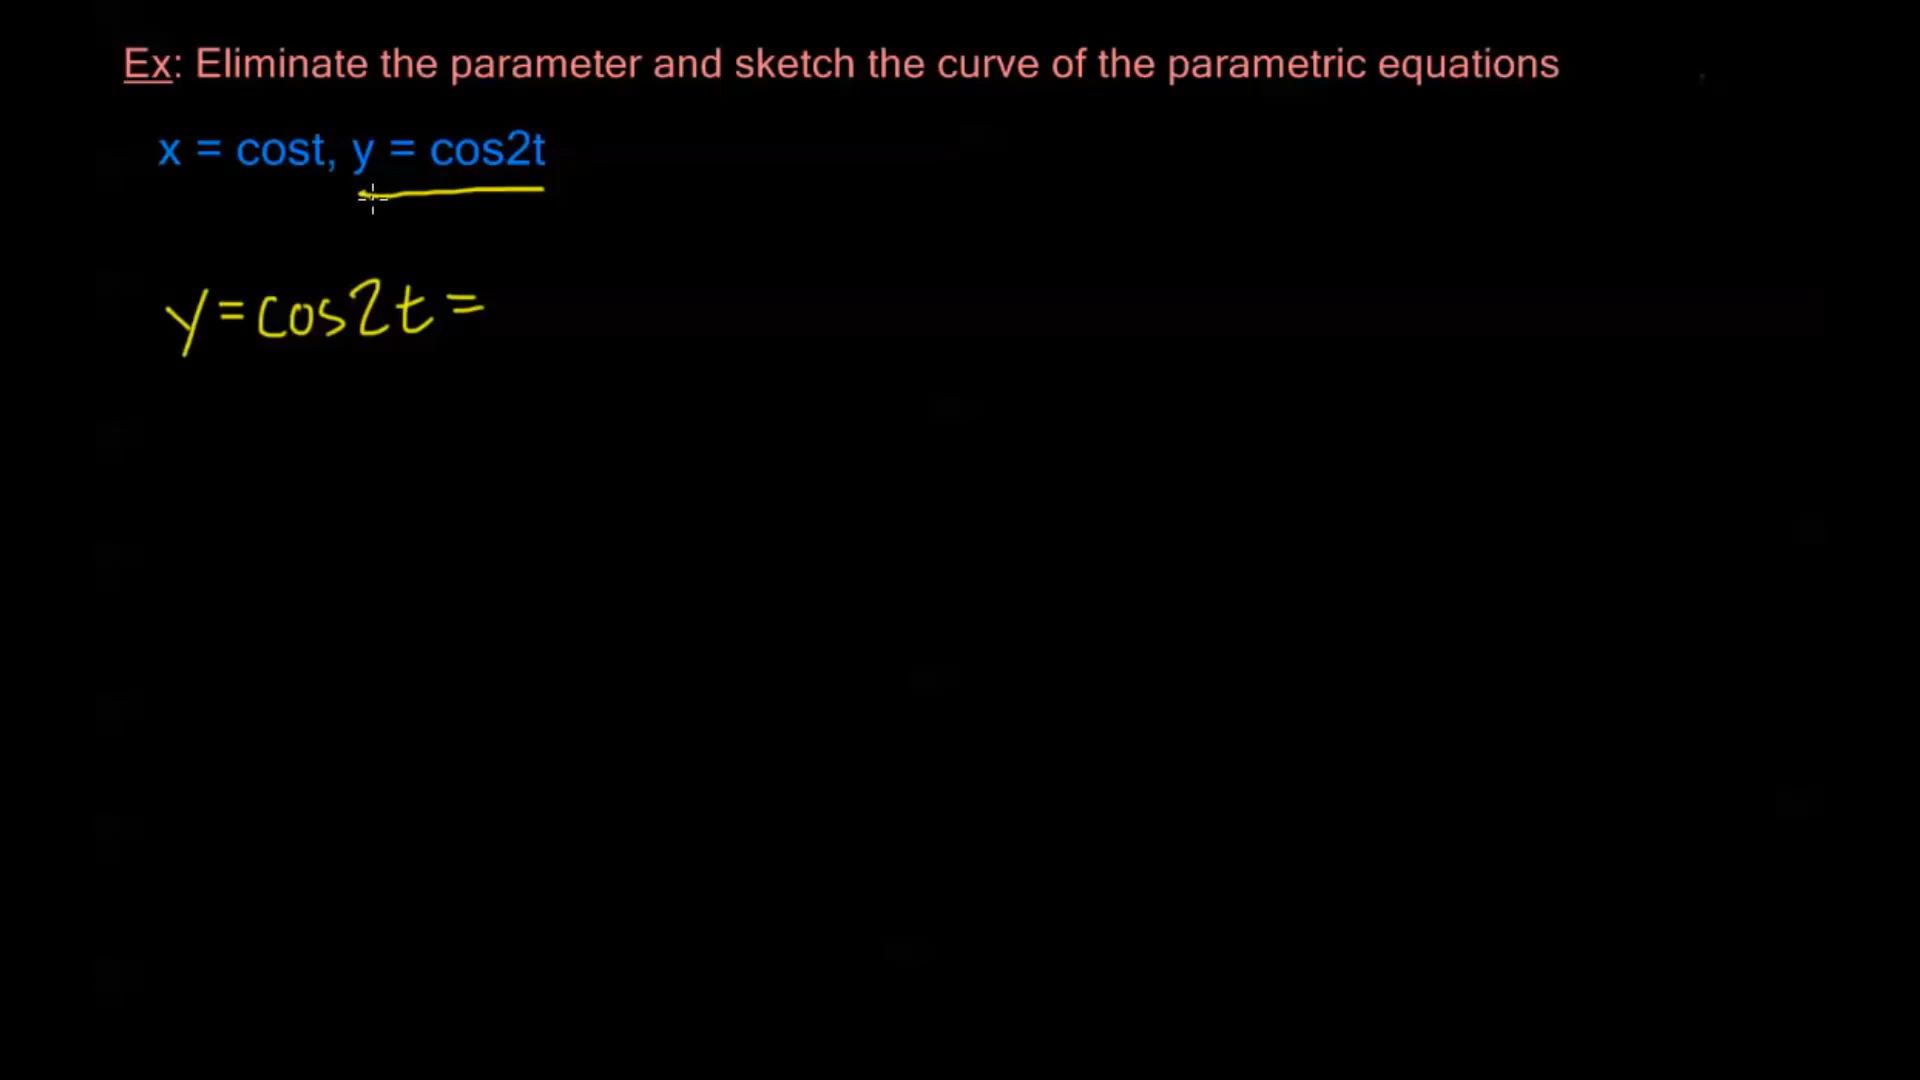 Ex: Eliminate the parameter and sketch the curve of the parametric equations
x = cost, y = cos2t
y=cos2t=